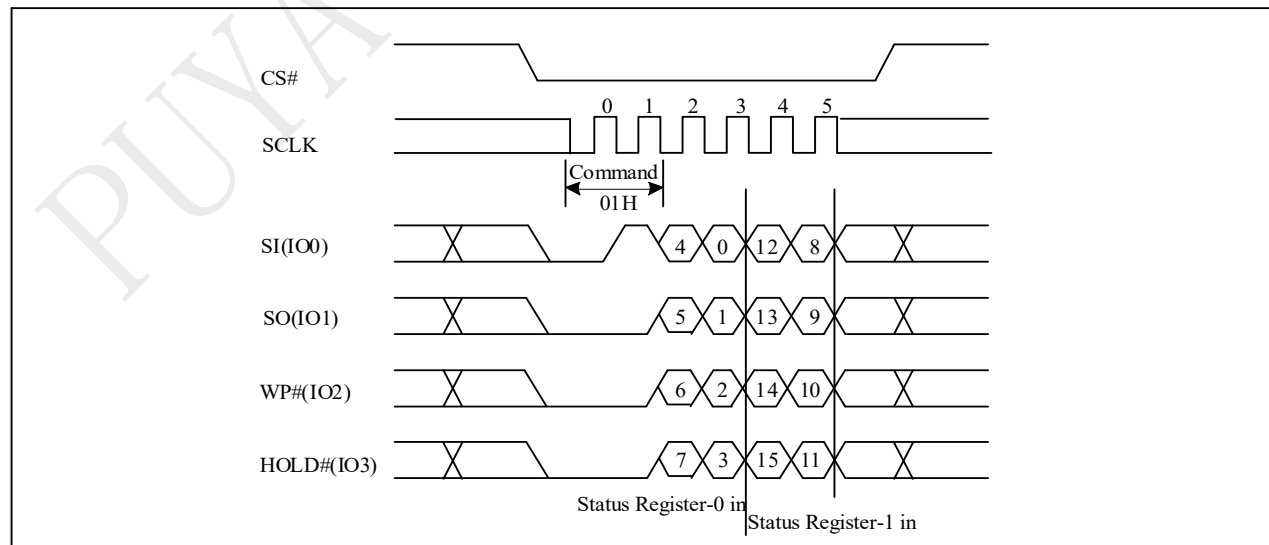 PUYA
CS#
0 1 2 3 4 5
SCLK
Command
01H
SI(IO0) 4 0 12 8
SO(IO1) 5 1 13 9
WP#(IO2) 6 2 14 10
HOLD#(IO3) 7 3 15 11
Status Register-0 in
Status Register-1 in